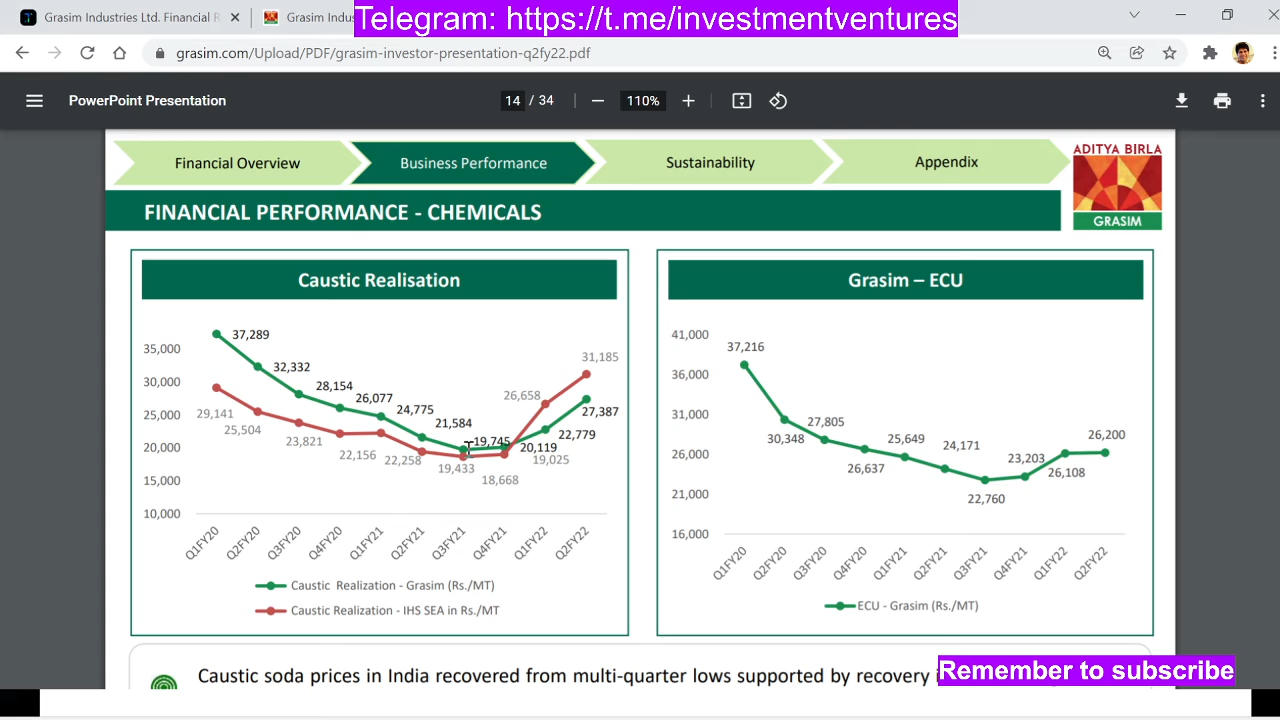 Grasim Industries Ltd. Financial R
Grasim Indus
Telegram: https://t.me/investmentventures
grasim.com/Upload/PDF/grasim-investor-presentation-q2fy22.pdf
PowerPoint Presentation
14 / 34
110%
Financial Overview
Business Performance
Sustainability
Appendix
ADITYA BIRLA
GRASIM
FINANCIAL PERFORMANCE - CHEMICALS
Caustic Realisation
35,000
30,000
25,000
20,000
15,000
10,000
37,289
32,332
28,154
26,077
24,775
21,584
19,745
20,119
22,779
27,387
29,141
25,504
23,821
22,156
22,258
19,433
18,668
19,025
26,658
31,185
Q1FY20
Q2FY20
Q3FY20
Q4FY20
Q1FY21
Q2FY21
Q3FY21
Q4FY21
Q1FY22
Q2FY22
Caustic Realization - Grasim (Rs./MT)
Caustic Realization - IHS SEA in Rs./MT
Grasim – ECU
41,000
36,000
31,000
26,000
21,000
16,000
37,216
30,348
27,805
26,637
25,649
24,171
22,760
23,203
26,108
26,200
Q1FY20
Q2FY20
Q3FY20
Q4FY20
Q1FY21
Q2FY21
Q3FY21
Q4FY21
Q1FY22
Q2FY22
ECU - Grasim (Rs./MT)
Caustic soda prices in India recovered from multi-quarter lows supported by recovery
Remember to subscribe